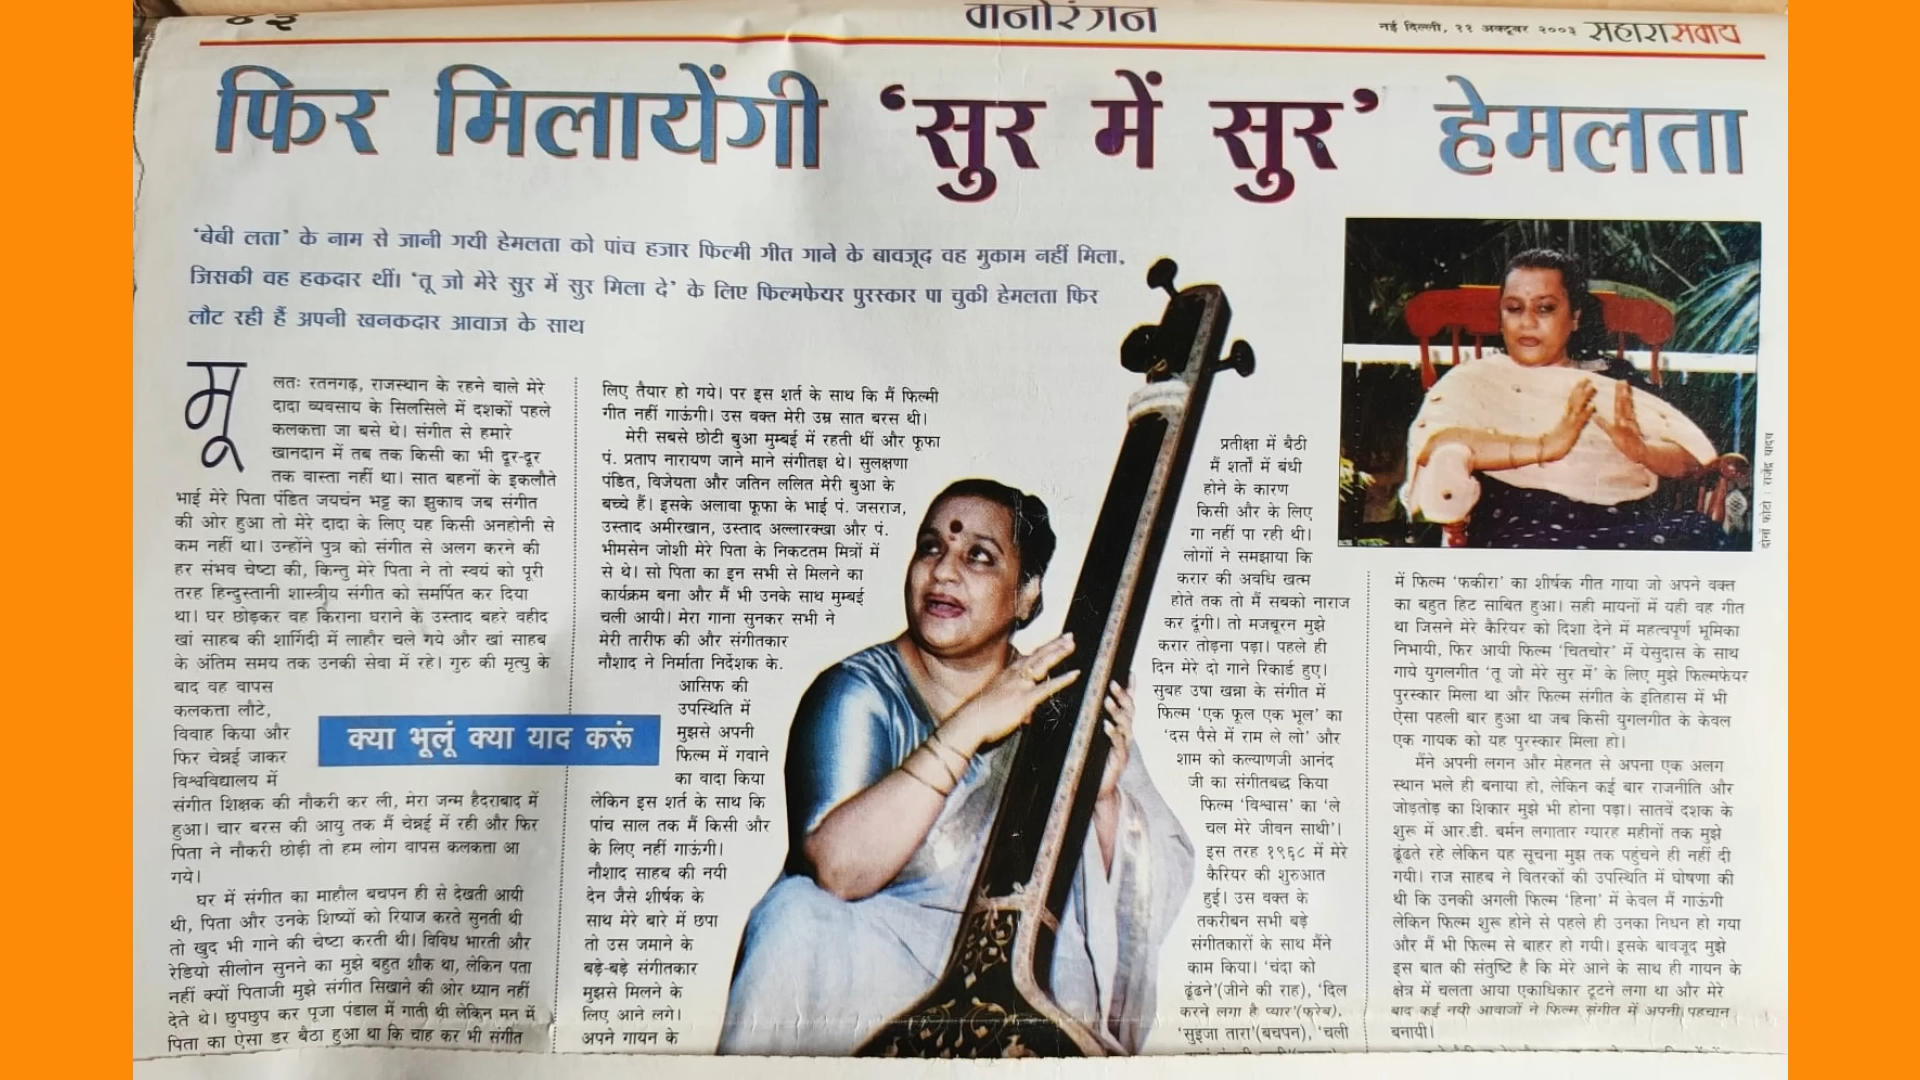 नई दिल्ली, ११ अक्टूबर २००३ सहारा
फिर मिलायेंगी ‘सुर में सुर’ हेमलता
‘बेबी लता’ के नाम से जानी गयी हेमलता को पांच हजार फिल्मी गीत गाने के बावजूद वह मुकाम नहीं मिला,
जिसकी वह हकदार थीं। ‘तू जो मेरे सुर में सुर मिला दे’ के लिए फिल्मफेयर पुरस्कार पा चुकी हेमलता फिर
लौट रही हैं अपनी खनकदार आवाज के साथ
मू
लतः रतनगढ़, राजस्थान के रहने वाले मेरे
दादा व्यवसाय के सिलसिले में दशकों पहले
कलकत्ता जा बसे थे। संगीत से हमारे
खानदान में तब तक किसी का भी दूर-दूर
तक वास्ता नहीं था। सात बहनों के इकलौते
भाई मेरे पिता पंडित जयचंन भट्ट का झुकाव जब संगीत
की ओर हुआ तो मेरे दादा के लिए यह किसी अनहोनी से
कम नहीं था। उन्होंने पुत्र को संगीत से अलग करने की
हर संभव चेष्टा की, किन्तु मेरे पिता ने तो स्वयं को पूरी
तरह हिन्दुस्तानी शास्त्रीय संगीत को समर्पित कर दिया
था। घर छोड़कर वह किराना घराने के उस्ताद बहरे वहीद
खां साहब की शार्गिदी में लाहौर चले गये और खां साहब
के अंतिम समय तक उनकी सेवा में रहे। गुरु की मृत्यु के
बाद वह वापस
कलकत्ता लौटे,
विवाह किया और
फिर चेन्नई जाकर
विश्वविद्यालय में
संगीत शिक्षक की नौकरी कर ली, मेरा जन्म हैदराबाद में
हुआ। चार बरस की आयु तक मैं चेन्नई में रही और फिर
पिता ने नौकरी छोड़ी तो हम लोग वापस कलकत्ता आ
गये।
घर में संगीत का माहौल बचपन ही से देखती आयी
थी, पिता और उनके शिष्यों को रियाज करते सुनती थी
तो खुद भी गाने की चेष्टा करती थी। विविध भारती और
रेडियो सीलोन सुनने का मुझे बहुत शौक था, लेकिन पता
नहीं क्यों पिताजी मुझे संगीत सिखाने की ओर ध्यान नहीं
देते थे। छुपछुप कर पूजा पंडाल में गाती थी लेकिन मन में
पिता का ऐसा डर बैठा हुआ था कि चाह कर भी संगीत
क्या भूलूं क्या याद करूं
लिए तैयार हो गये। पर इस शर्त के साथ कि मैं फिल्मी
गीत नहीं गाऊंगी। उस वक्त मेरी उम्र सात बरस थी।
मेरी सबसे छोटी बुआ मुम्बई में रहती थीं और फूफा
पं. प्रताप नारायण जाने माने संगीतज्ञ थे। सुलक्षणा
पंडित, विजेयता और जतिन ललित मेरी बुआ के
बच्चे हैं। इसके अलावा फूफा के भाई पं. जसराज,
उस्ताद अमीरखान, उस्ताद अल्लारक्खा और पं.
भीमसेन जोशी मेरे पिता के निकटतम मित्रों में
से थे। सो पिता का इन सभी से मिलने का
कार्यक्रम बना और मैं भी उनके साथ मुम्बई
चली आयी। मेरा गाना सुनकर सभी ने
मेरी तारीफ की और संगीतकार
नौशाद ने निर्माता निर्देशक के.
आसिफ की
उपस्थिति में
मुझसे अपनी
फिल्म में गवाने
का वादा किया
लेकिन इस शर्त के साथ कि
पांच साल तक मैं किसी और
के लिए नहीं गाऊंगी।
नौशाद साहब की नयी
देन जैसे शीर्षक के
साथ मेरे बारे में छपा
तो उस जमाने के
बड़े-बड़े संगीतकार
मुझसे मिलने के
लिए आने लगे।
अपने गायन के
प्रतीक्षा में बैठी
मैं शर्तों में बंधी
होने के कारण
किसी और के लिए
गा नहीं पा रही थी।
लोगों ने समझाया कि
करार की अवधि खत्म
होते तक तो मैं सबको नाराज
कर दूंगी। तो मजबूरन मुझे
करार तोड़ना पड़ा। पहले ही
दिन मेरे दो गाने रिकार्ड हुए।
सुबह उषा खन्ना के संगीत में
फिल्म ‘एक फूल एक भूल’ का
‘दस पैसे में राम ले लो’ और
शाम को कल्याणजी आनंद
जी का संगीतबद्ध किया
फिल्म ‘विश्वास’ का ‘ले
चल मेरे जीवन साथी’।
इस तरह १९६८ में मेरे
कैरियर की शुरुआत
हुई। उस वक्त के
तकरीबन सभी बड़े
संगीतकारों के साथ मैंने
काम किया। ‘चंदा को
ढूंढने’(जीने की राह), ‘दिल
करने लगा है प्यार’(फरेब),
‘सुइजा तारा’(बचपन), ‘चली
दोनों फोटो : राजेंद्र यादव
में फिल्म ‘फकीरा’ का शीर्षक गीत गाया जो अपने वक्त
का बहुत हिट साबित हुआ। सही मायनों में यही वह गीत
था जिसने मेरे कैरियर को दिशा देने में महत्वपूर्ण भूमिका
निभायी, फिर आयी फिल्म ‘चितचोर’ में येसुदास के साथ
गाये युगलगीत ‘तू जो मेरे सुर में’ के लिए मुझे फिल्मफेयर
पुरस्कार मिला था और फिल्म संगीत के इतिहास में भी
ऐसा पहली बार हुआ था जब किसी युगलगीत के केवल
एक गायक को यह पुरस्कार मिला हो।
मैंने अपनी लगन और मेहनत से अपना एक अलग
स्थान भले ही बनाया हो, लेकिन कई बार राजनीति और
जोड़तोड़ का शिकार मुझे भी होना पड़ा। सातवें दशक के
शुरू में आर.डी. बर्मन लगातार ग्यारह महीनों तक मुझे
ढूंढते रहे लेकिन यह सूचना मुझ तक पहुंचने ही नहीं दी
गयी। राज साहब ने वितरकों की उपस्थिति में घोषणा की
थी कि उनकी अगली फिल्म ‘हिना’ में केवल मैं गाऊंगी
लेकिन फिल्म शुरू होने से पहले ही उनका निधन हो गया
और मैं भी फिल्म से बाहर हो गयी। इसके बावजूद मुझे
इस बात की संतुष्टि है कि मेरे आने के साथ ही गायन के
क्षेत्र में चलता आया एकाधिकार टूटने लगा था और मेरे
बाद कई नयी आवाजों ने फिल्म संगीत में अपनी पहचान
बनायी।